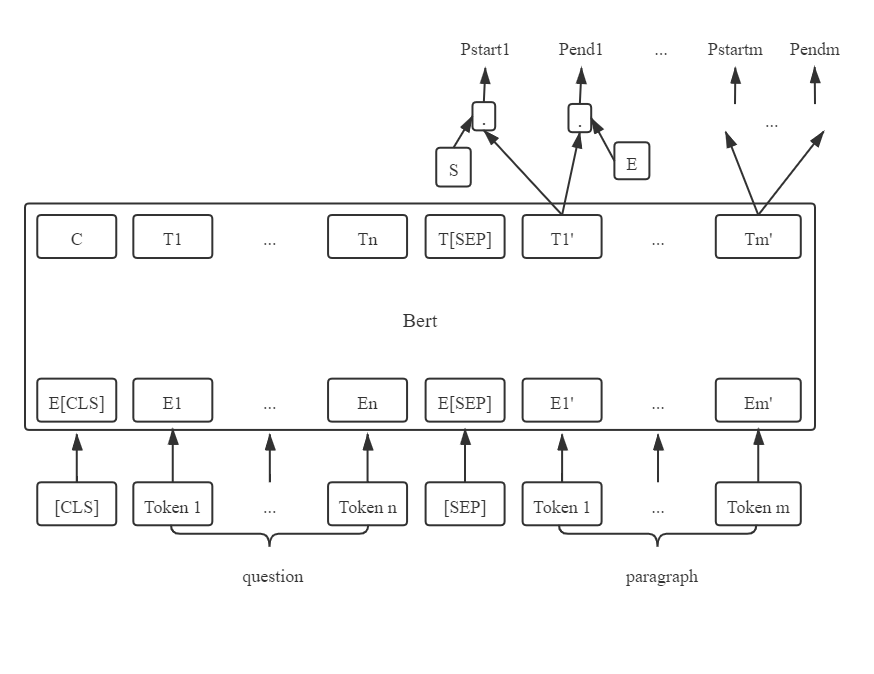 Pstart1 Pend1 ... Pstartm Pendm
. . ...
S E
C T1 ... Tn T[SEP] T1' ... Tm'
Bert
E[CLS] E1 ... En E[SEP] E1' ... Em'
[CLS] Token 1 ... Token n [SEP] Token 1 ... Token m
question paragraph